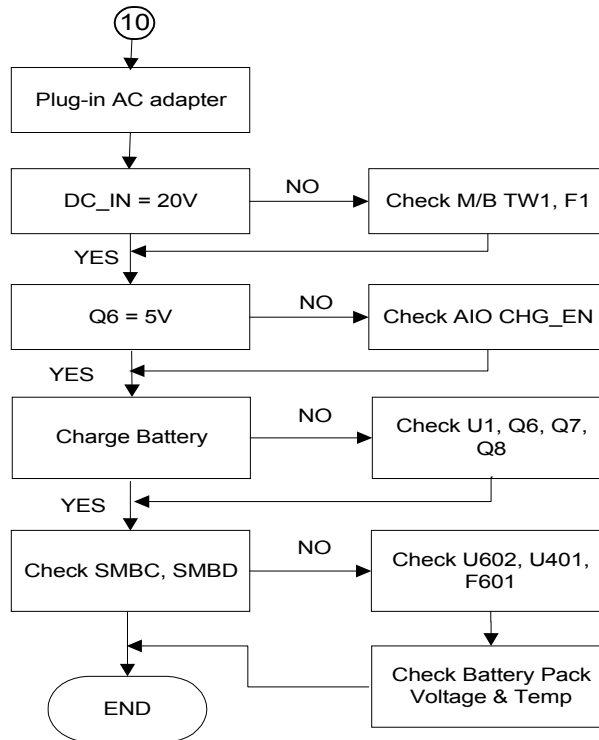 10
Plug-in AC adapter
DC_IN = 20V
NO
Check M/B TW1, F1
YES
Q6 = 5V
NO
Check AIO CHG_EN
YES
Charge Battery
NO
Check U1, Q6, Q7,
Q8
YES
Check SMBC, SMBD
NO
Check U602, U401,
F601
Check Battery Pack
Voltage & Temp
END